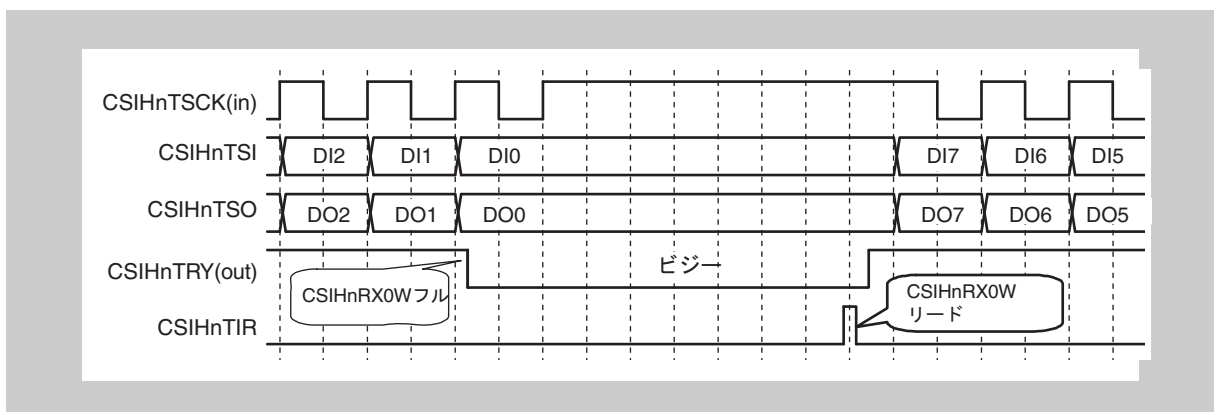 CSIHnTSCK(in)
CSIHnTSI DI2 DI1 DI0 DI7 DI6 DI5
CSIHnTSO DO2 DO1 DO0 DO7 DO6 DO5
CSIHnTRY(out) ビジー
CSIHnRX0Wフル
CSIHnRX0W
リード
CSIHnTIR